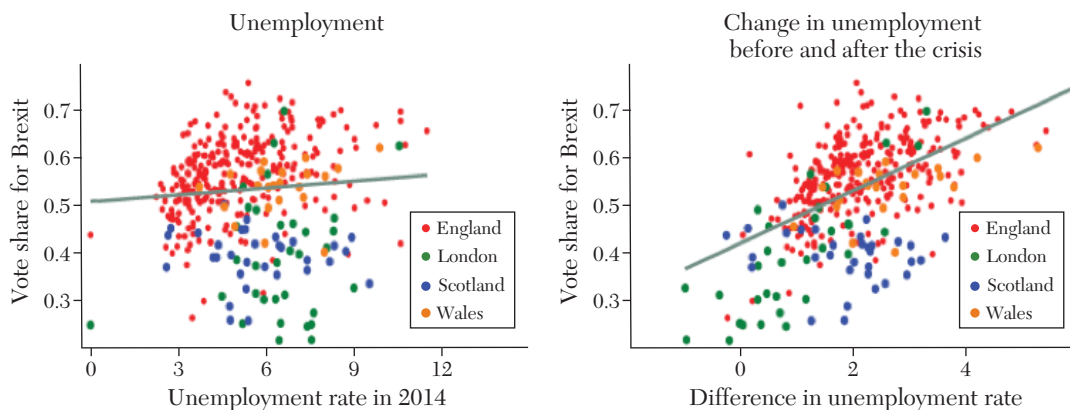 Unemployment
Vote share for Brexit
0.7
0.6
0.5
0.4
0.3
England
London
Scotland
Wales
0 3 6 9 12
Unemployment rate in 2014
Change in unemployment
before and after the crisis
Vote share for Brexit
0.7
0.6
0.5
0.4
0.3
England
London
Scotland
Wales
0 2 4
Difference in unemployment rate